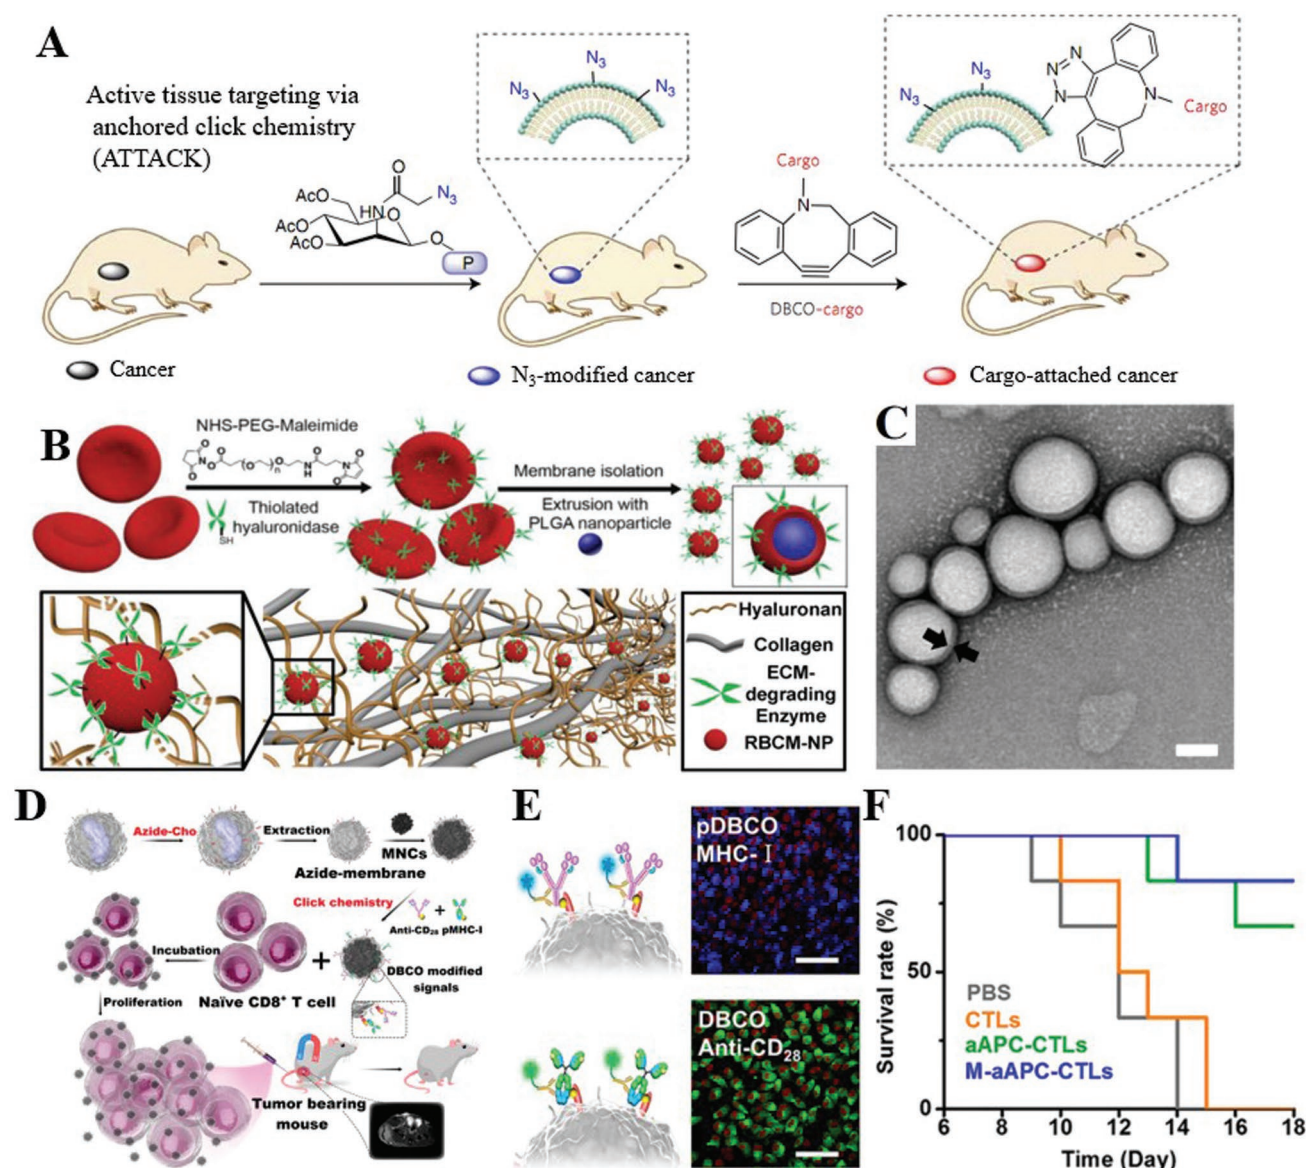 A
Active tissue targeting via
anchored click chemistry
(ATTACK)
AcO
AcO
AcO
O
HN
O
O
N₃
P
N₃
N₃
N₃
Cargo
N
DBCO-cargo
N₃
N₃
N
N
N
N
Cargo
Cancer
N₃-modified cancer
Cargo-attached cancer
B
NHS-PEG-Maleimide
Thiolated
hyaluronidase
SH
Membrane isolation
Extrusion with
PLGA nanoparticle
Hyaluronan
Collagen
ECM-
degrading
Enzyme
RBCM-NP
C
D
Azide-Cho
Extraction
MNCs
Azide-membrane
Click chemistry
Anti-CD₂₈ pMHC-I
DBCO modified
signals
Incubation
Naïve CD8⁺ T cell
Proliferation
Tumor bearing
mouse
E
pDBCO
MHC-Ⅰ
DBCO
Anti-CD₂₈
F
Survival rate (%)
100
50
0
PBS
CTLs
aAPC-CTLs
M-aAPC-CTLs
6 8 10 12 14 16 18
Time (Day)